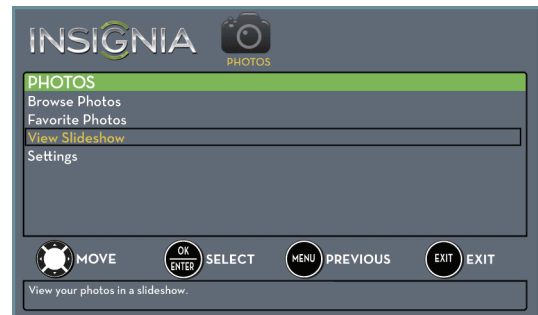 INSIGNIA
PHOTOS
PHOTOS
Browse Photos
Favorite Photos
View Slideshow
Settings
MOVE OK ENTER SELECT MENU PREVIOUS EXIT EXIT
View your photos in a slideshow.